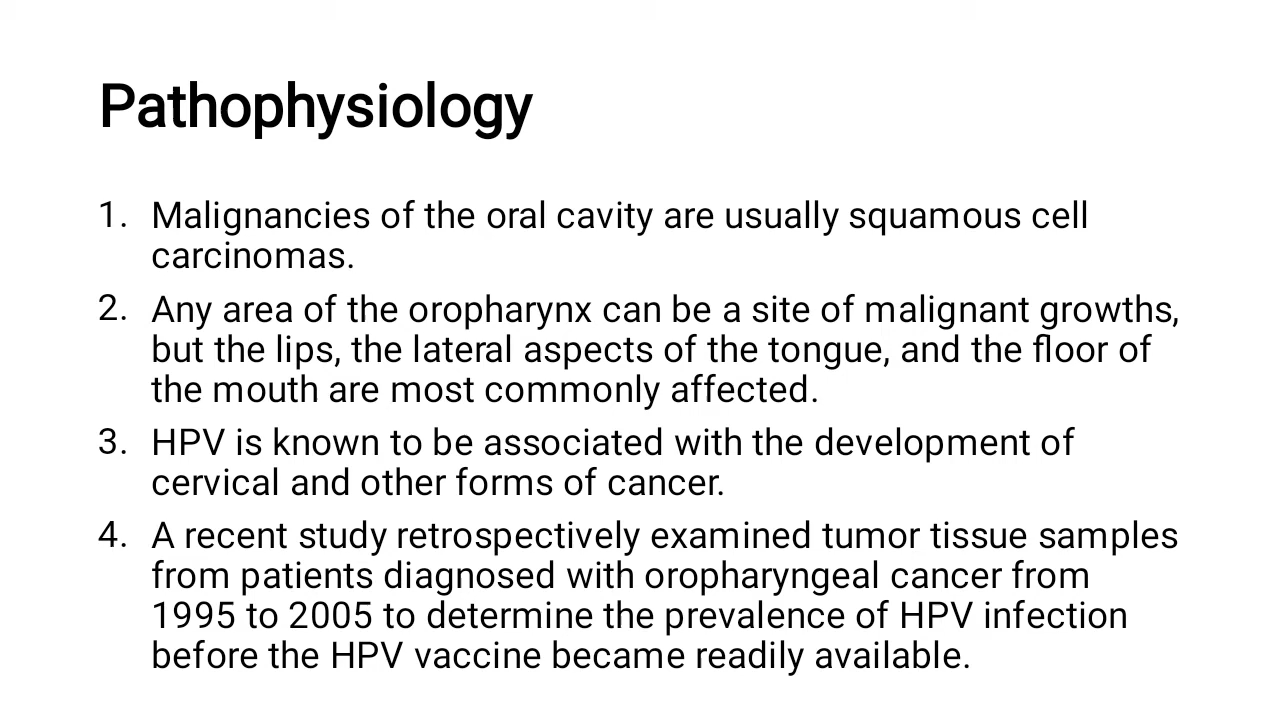 Pathophysiology
1. Malignancies of the oral cavity are usually squamous cell
carcinomas.
2. Any area of the oropharynx can be a site of malignant growths,
but the lips, the lateral aspects of the tongue, and the floor of
the mouth are most commonly affected.
3. HPV is known to be associated with the development of
cervical and other forms of cancer.
4. A recent study retrospectively examined tumor tissue samples
from patients diagnosed with oropharyngeal cancer from
1995 to 2005 to determine the prevalence of HPV infection
before the HPV vaccine became readily available.